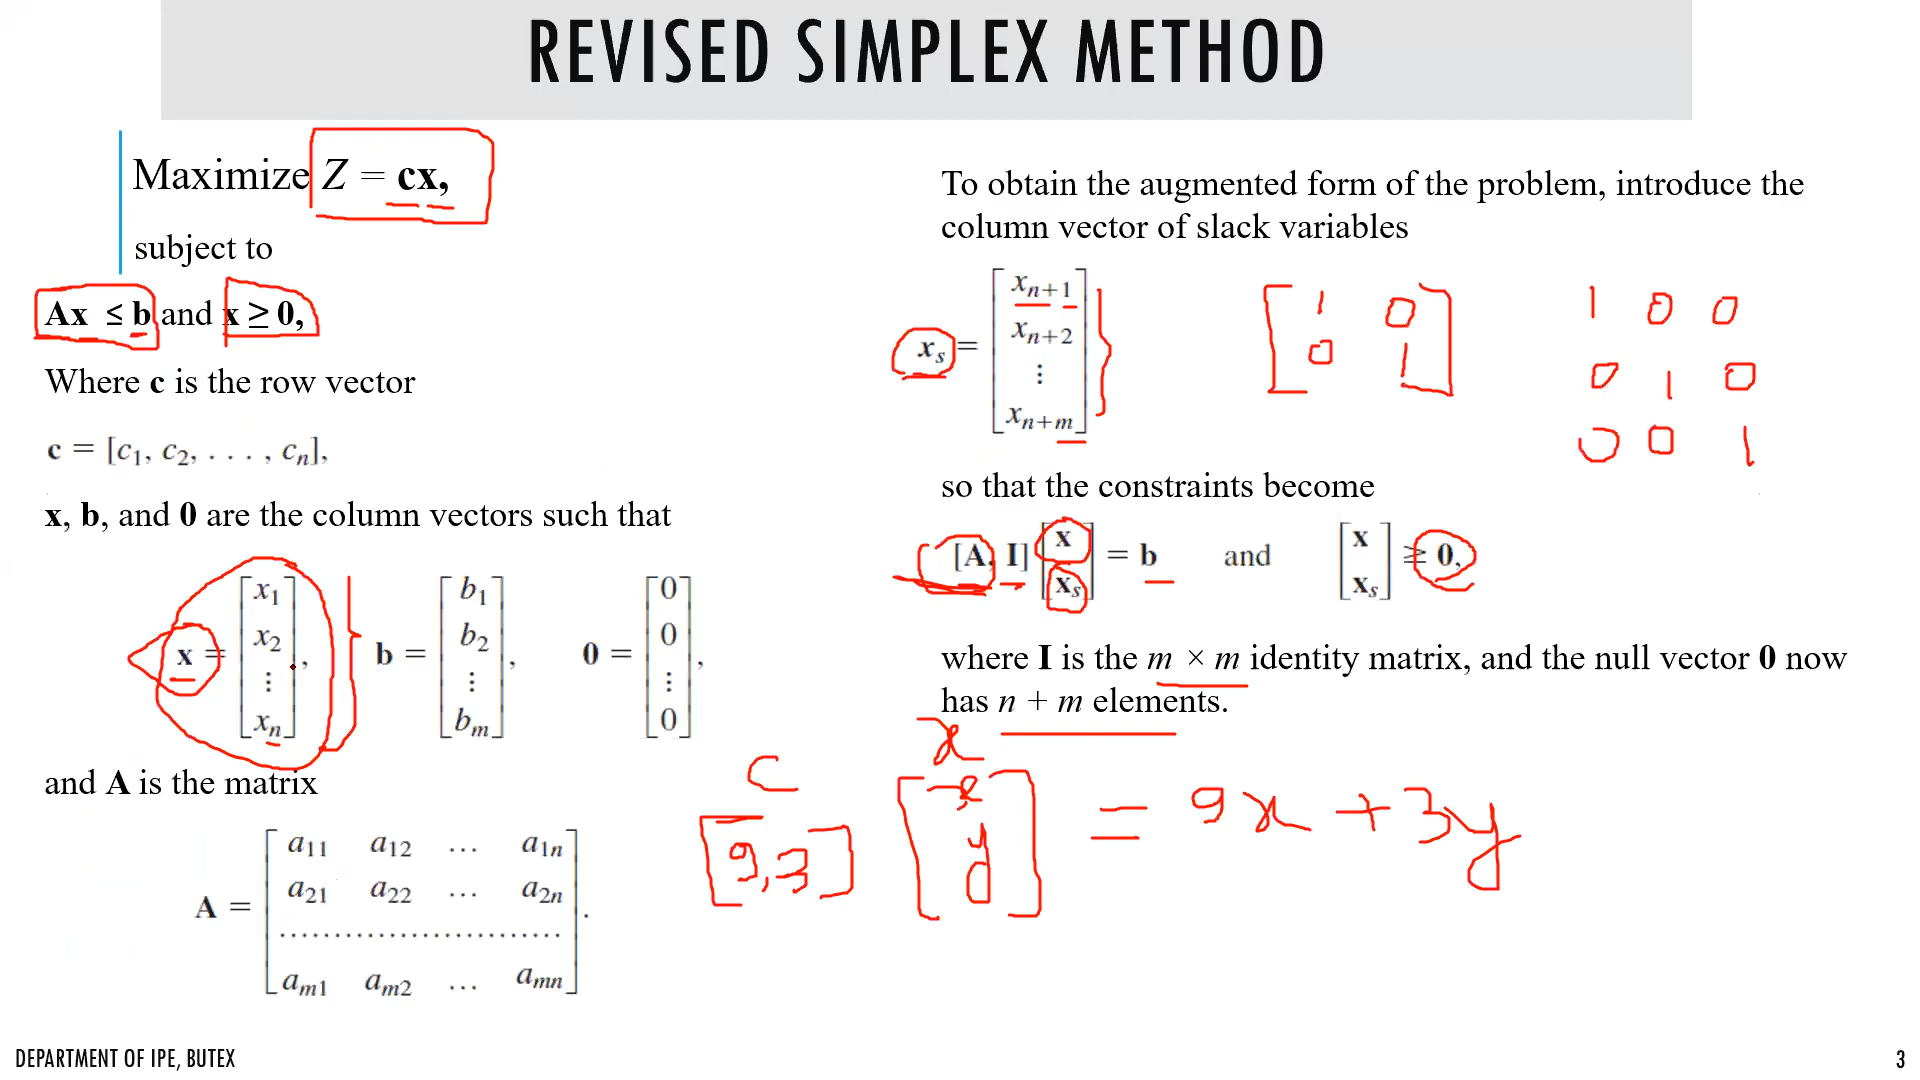 REVISED SIMPLEX METHOD
Maximize Z = cx,
subject to
Ax ≤ b and x ≥ 0,
Where c is the row vector
c = [c₁, c₂, . . . , cₙ],
x, b, and 0 are the column vectors such that
x = [x₁ x₂ ⋮ xₙ], b = [b₁ b₂ ⋮ bₘ], 0 = [0 0 ⋮ 0],
and A is the matrix
A =
a₁₁ a₁₂ ... a₁ₙ
a₂₁ a₂₂ ... a₂ₙ
..........................
aₘ₁ aₘ₂ ... aₘₙ
.
To obtain the augmented form of the problem, introduce the
column vector of slack variables
xₛ = [xₙ₊₁ xₙ₊₂ ⋮ xₙ₊ₘ]
1 0
0 1
1 0 0
0 1 0
0 0 1
so that the constraints become
[A, I] [x xₛ] = b and [x xₛ] ≥ 0,
where I is the m × m identity matrix, and the null vector 0 now
has n + m elements.
C x
[9,3] [x y] = 9x + 3y
DEPARTMENT OF IPE, BUTEX
3